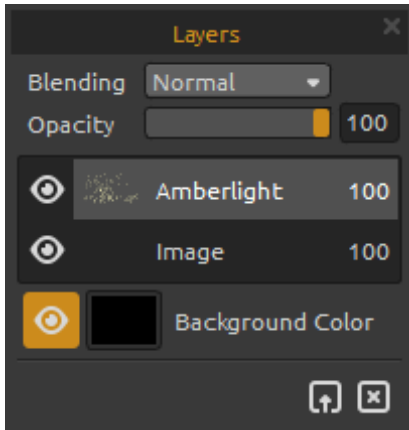 Layers
Blending Normal
Opacity 100
Amberlight 100
Image 100
Background Color